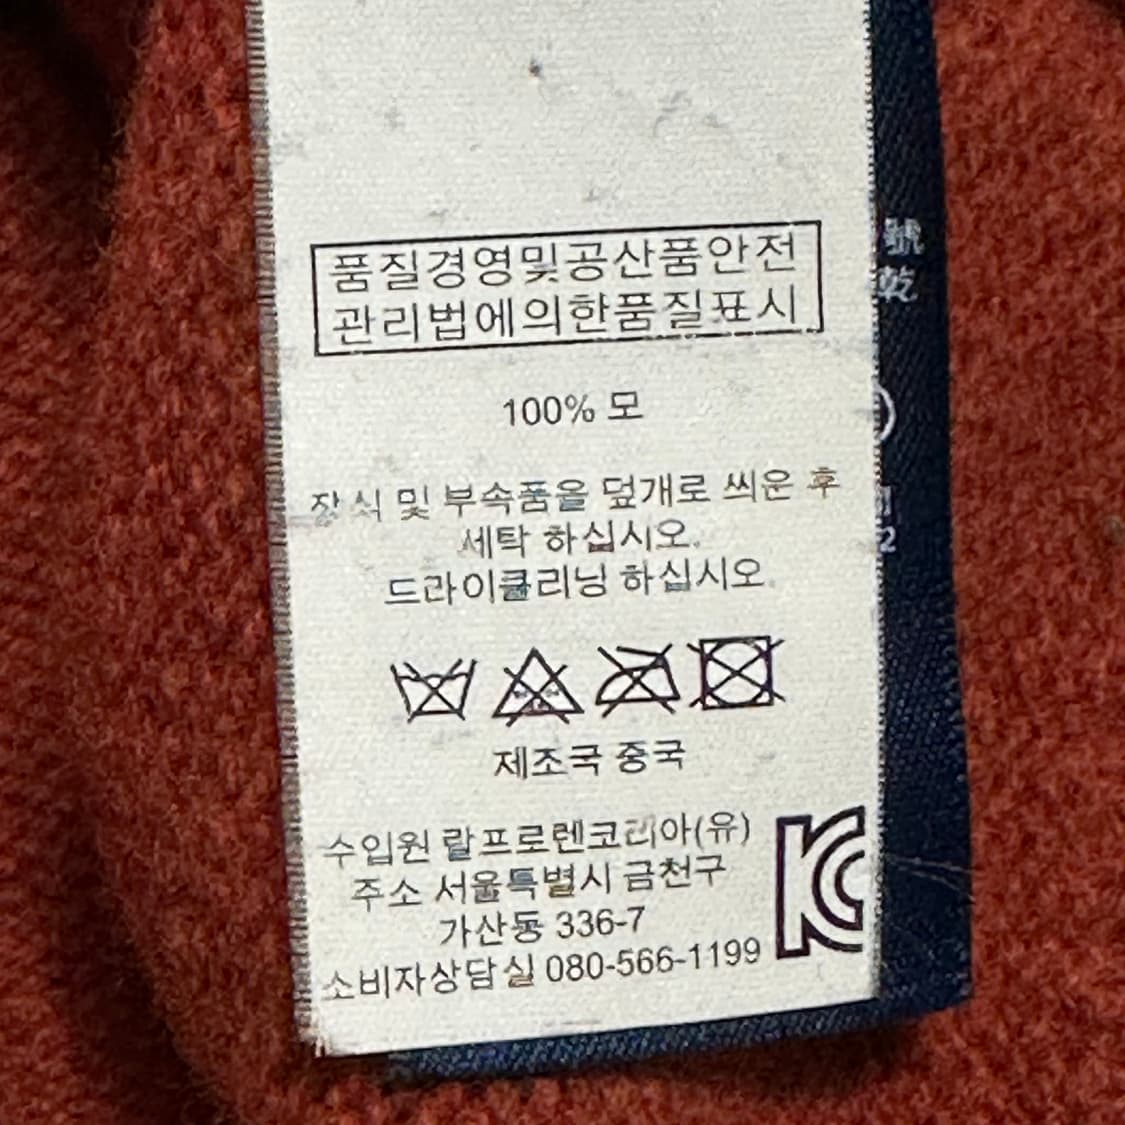 품질경영및공산품안전
관리법에의한품질표시
100% 모
장식 및 부속품을 덮개로 씌운 후
세탁 하십시오.
드라이클리닝 하십시오.
제조국 중국
수입원 랄프로렌코리아(유)
주소 서울특별시 금천구
가산동 336-7
소비자상담실 080-566-1199
KC
號
乾
2